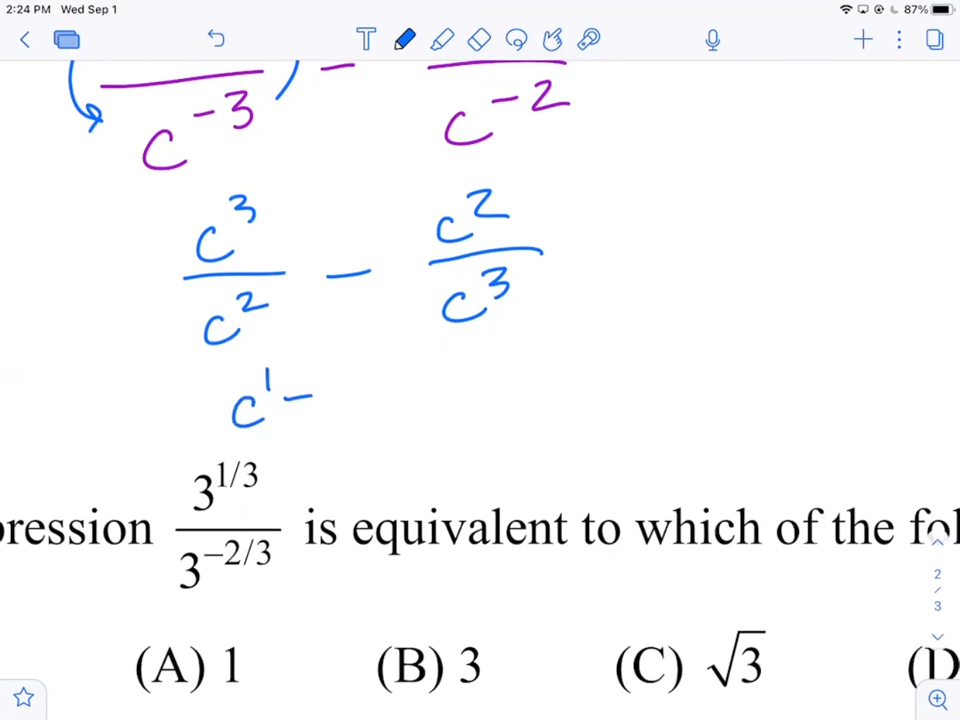 2:24 PM Wed Sep 1 87%
T
c^-3 - c^-2
c^3/c^2 - c^2/c^3
c^1 -
pression 3^1/3 / 3^-2/3 is equivalent to which of the fol
2 / 3
(A) 1 (B) 3 (C) √3 (D